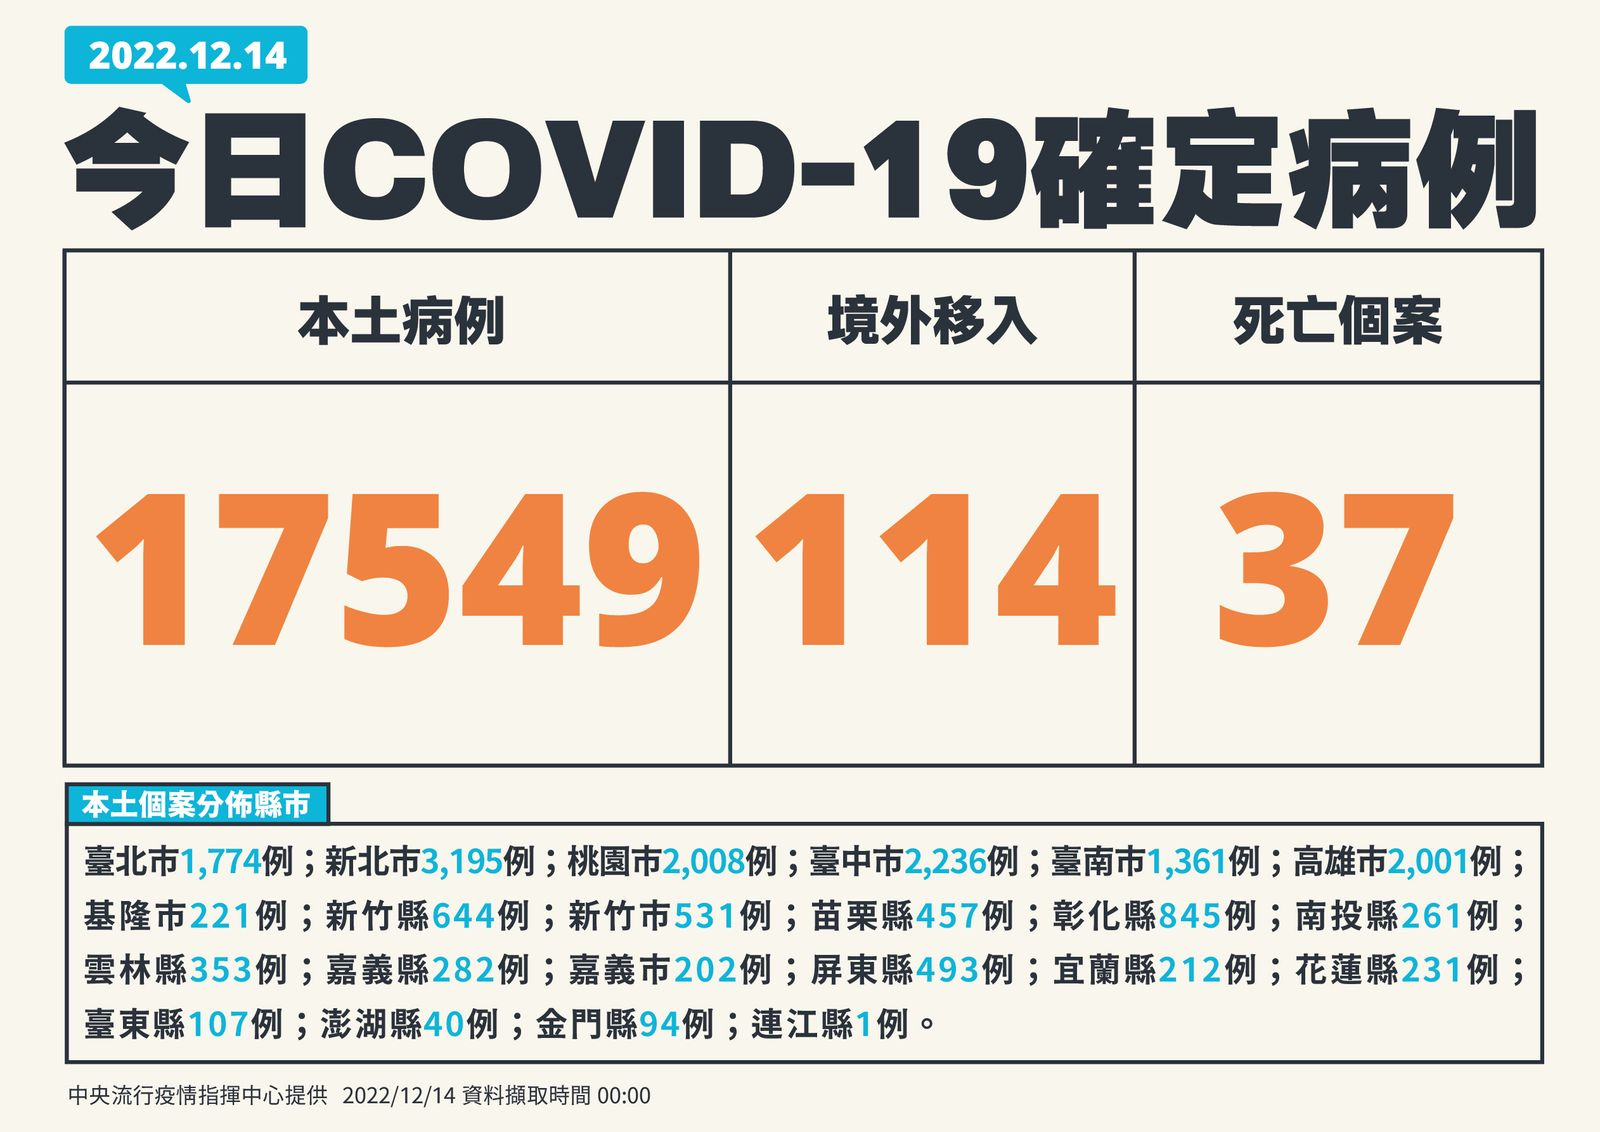 2022.12.14
今日COVID-19確定病例
本土病例 境外移入 死亡個案
17549 114 37
本土個案分佈縣市
臺北市1,774例；新北市3,195例；桃園市2,008例；臺中市2,236例；臺南市1,361例；高雄市2,001例；
基隆市221例；新竹縣644例；新竹市531例；苗栗縣457例；彰化縣845例；南投縣261例；
雲林縣353例；嘉義縣282例；嘉義市202例；屏東縣493例；宜蘭縣212例；花蓮縣231例；
臺東縣107例；澎湖縣40例；金門縣94例；連江縣1例。
中央流行疫情指揮中心提供 2022/12/14 資料擷取時間 00:00